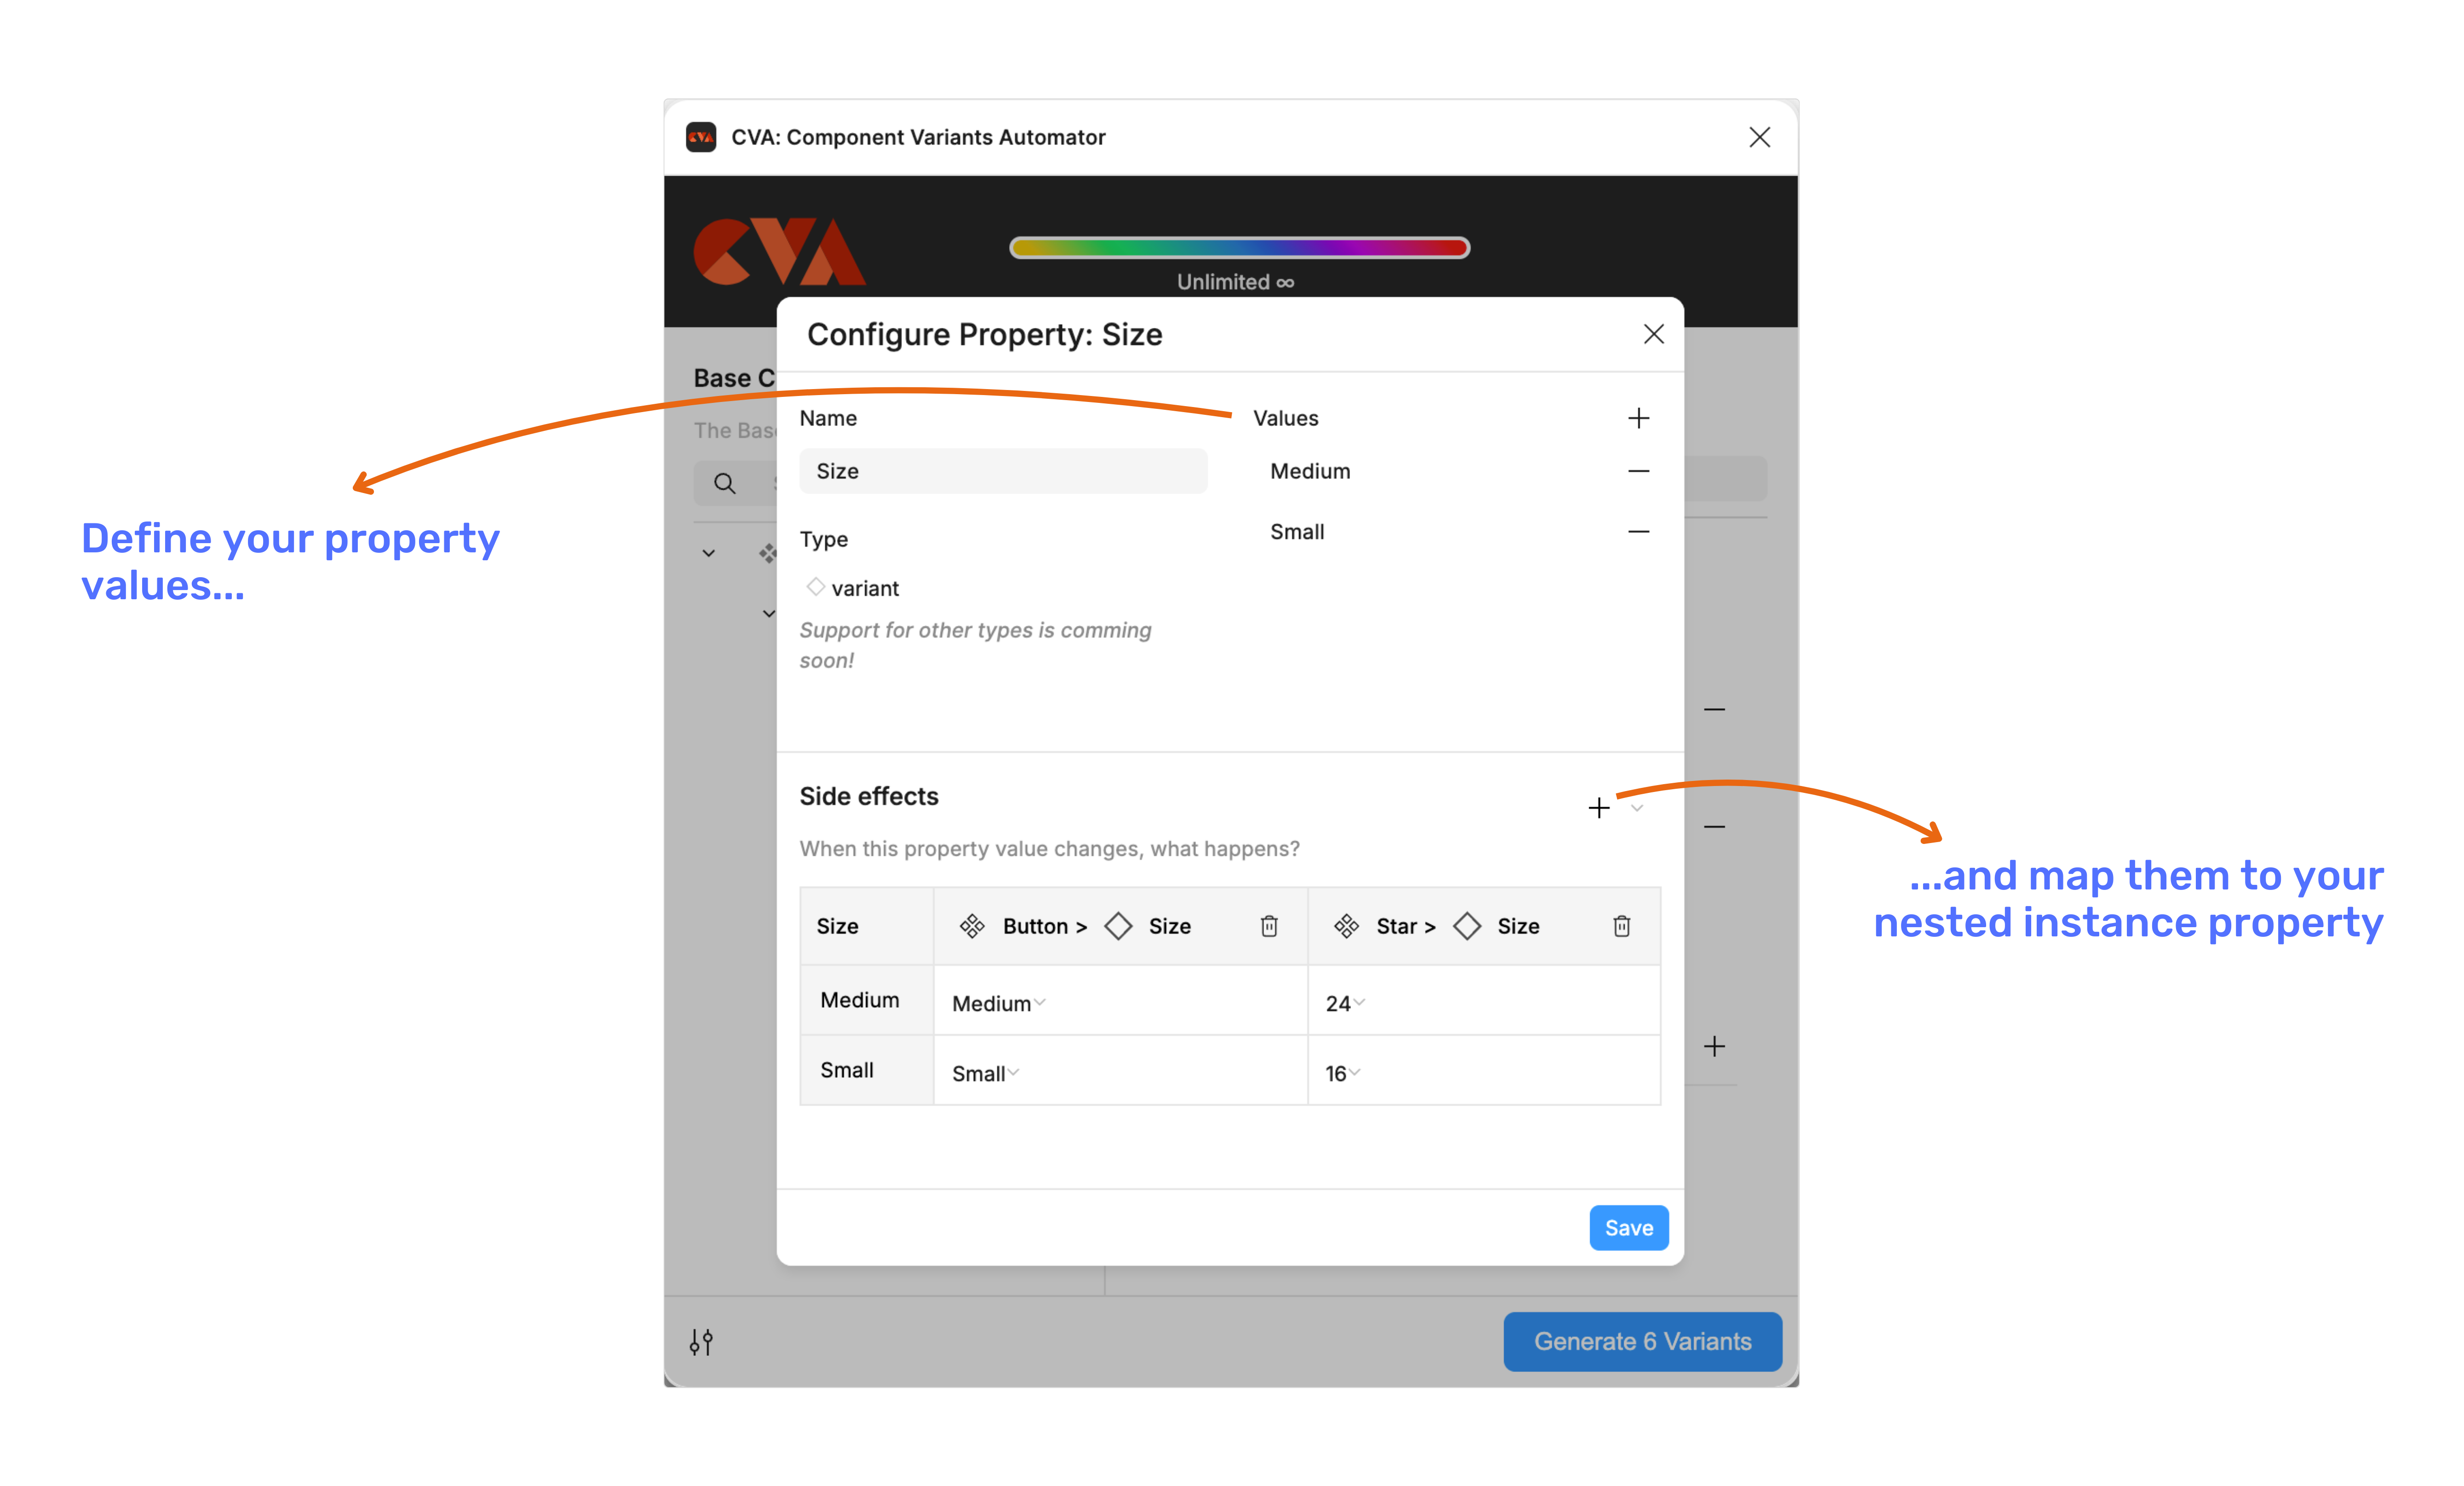 CVA: Component Variants Automator
CVA
Unlimited ∞
Configure Property: Size
Base C
The Bas
Name
Values
Size
Medium
Small
Type
variant
Support for other types is comming
soon!
Define your property
values...
Side effects
When this property value changes, what happens?
...and map them to your
nested instance property
Size Button > Size Star > Size
Medium Medium 24
Small Small 16
Save
Generate 6 Variants